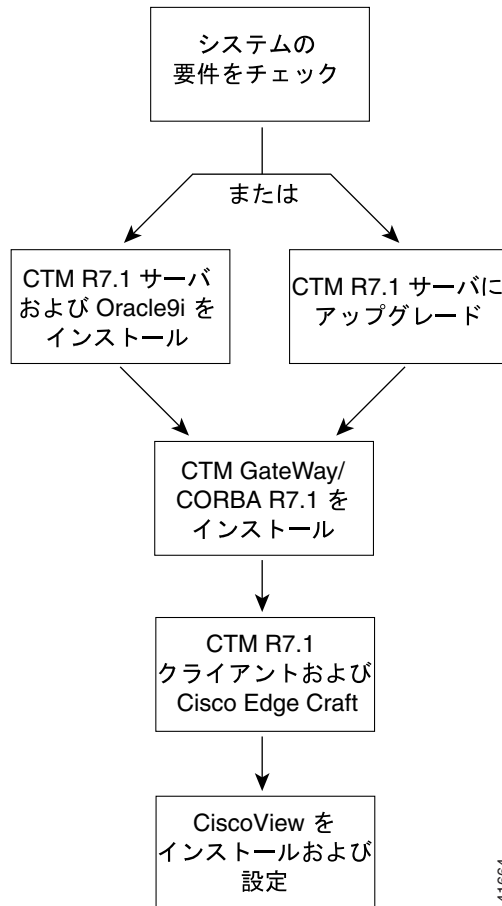 システムの
要件をチェック
または
CTM R7.1 サーバ
および Oracle9i を
インストール
CTM R7.1 サーバに
アップグレード
CTM GateWay/
CORBA R7.1 を
インストール
CTM R7.1
クライアントおよび
Cisco Edge Craft
CiscoView を
インストールおよび
設定